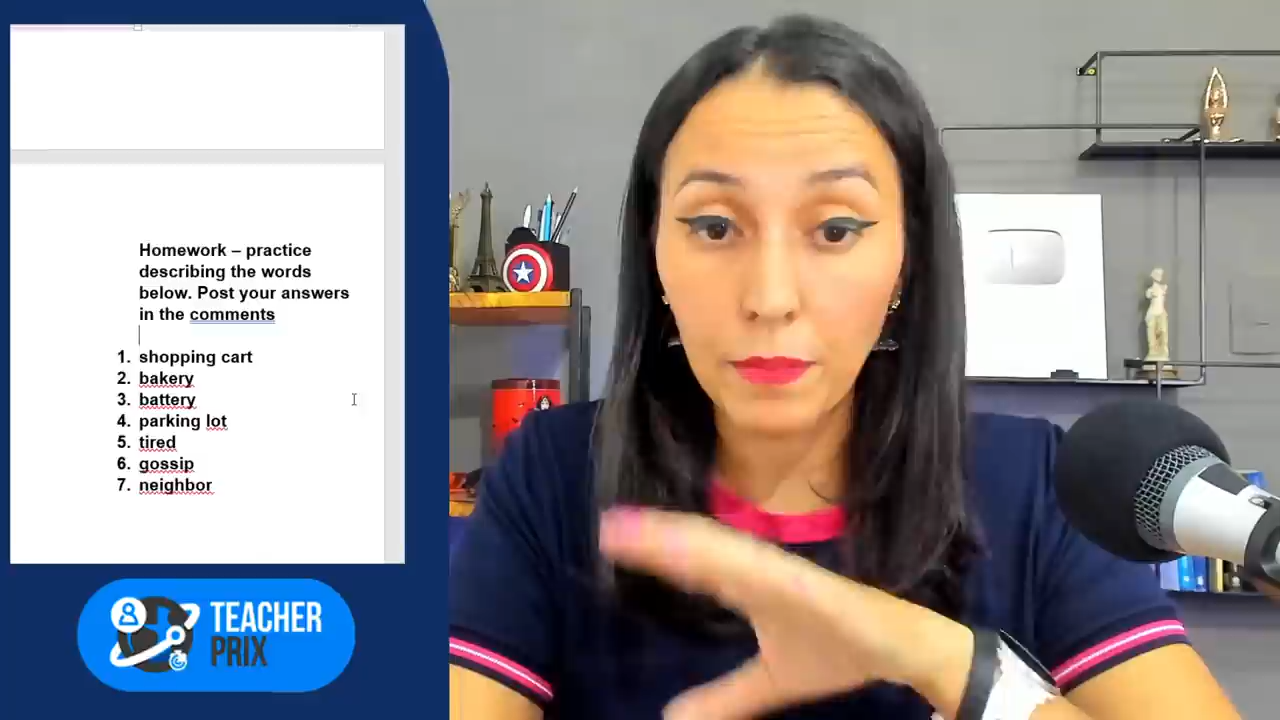 Homework – practice
describing the words
below. Post your answers
in the comments
1. shopping cart
2. bakery
3. battery
4. parking lot
5. tired
6. gossip
7. neighbor
TEACHER
PRIX